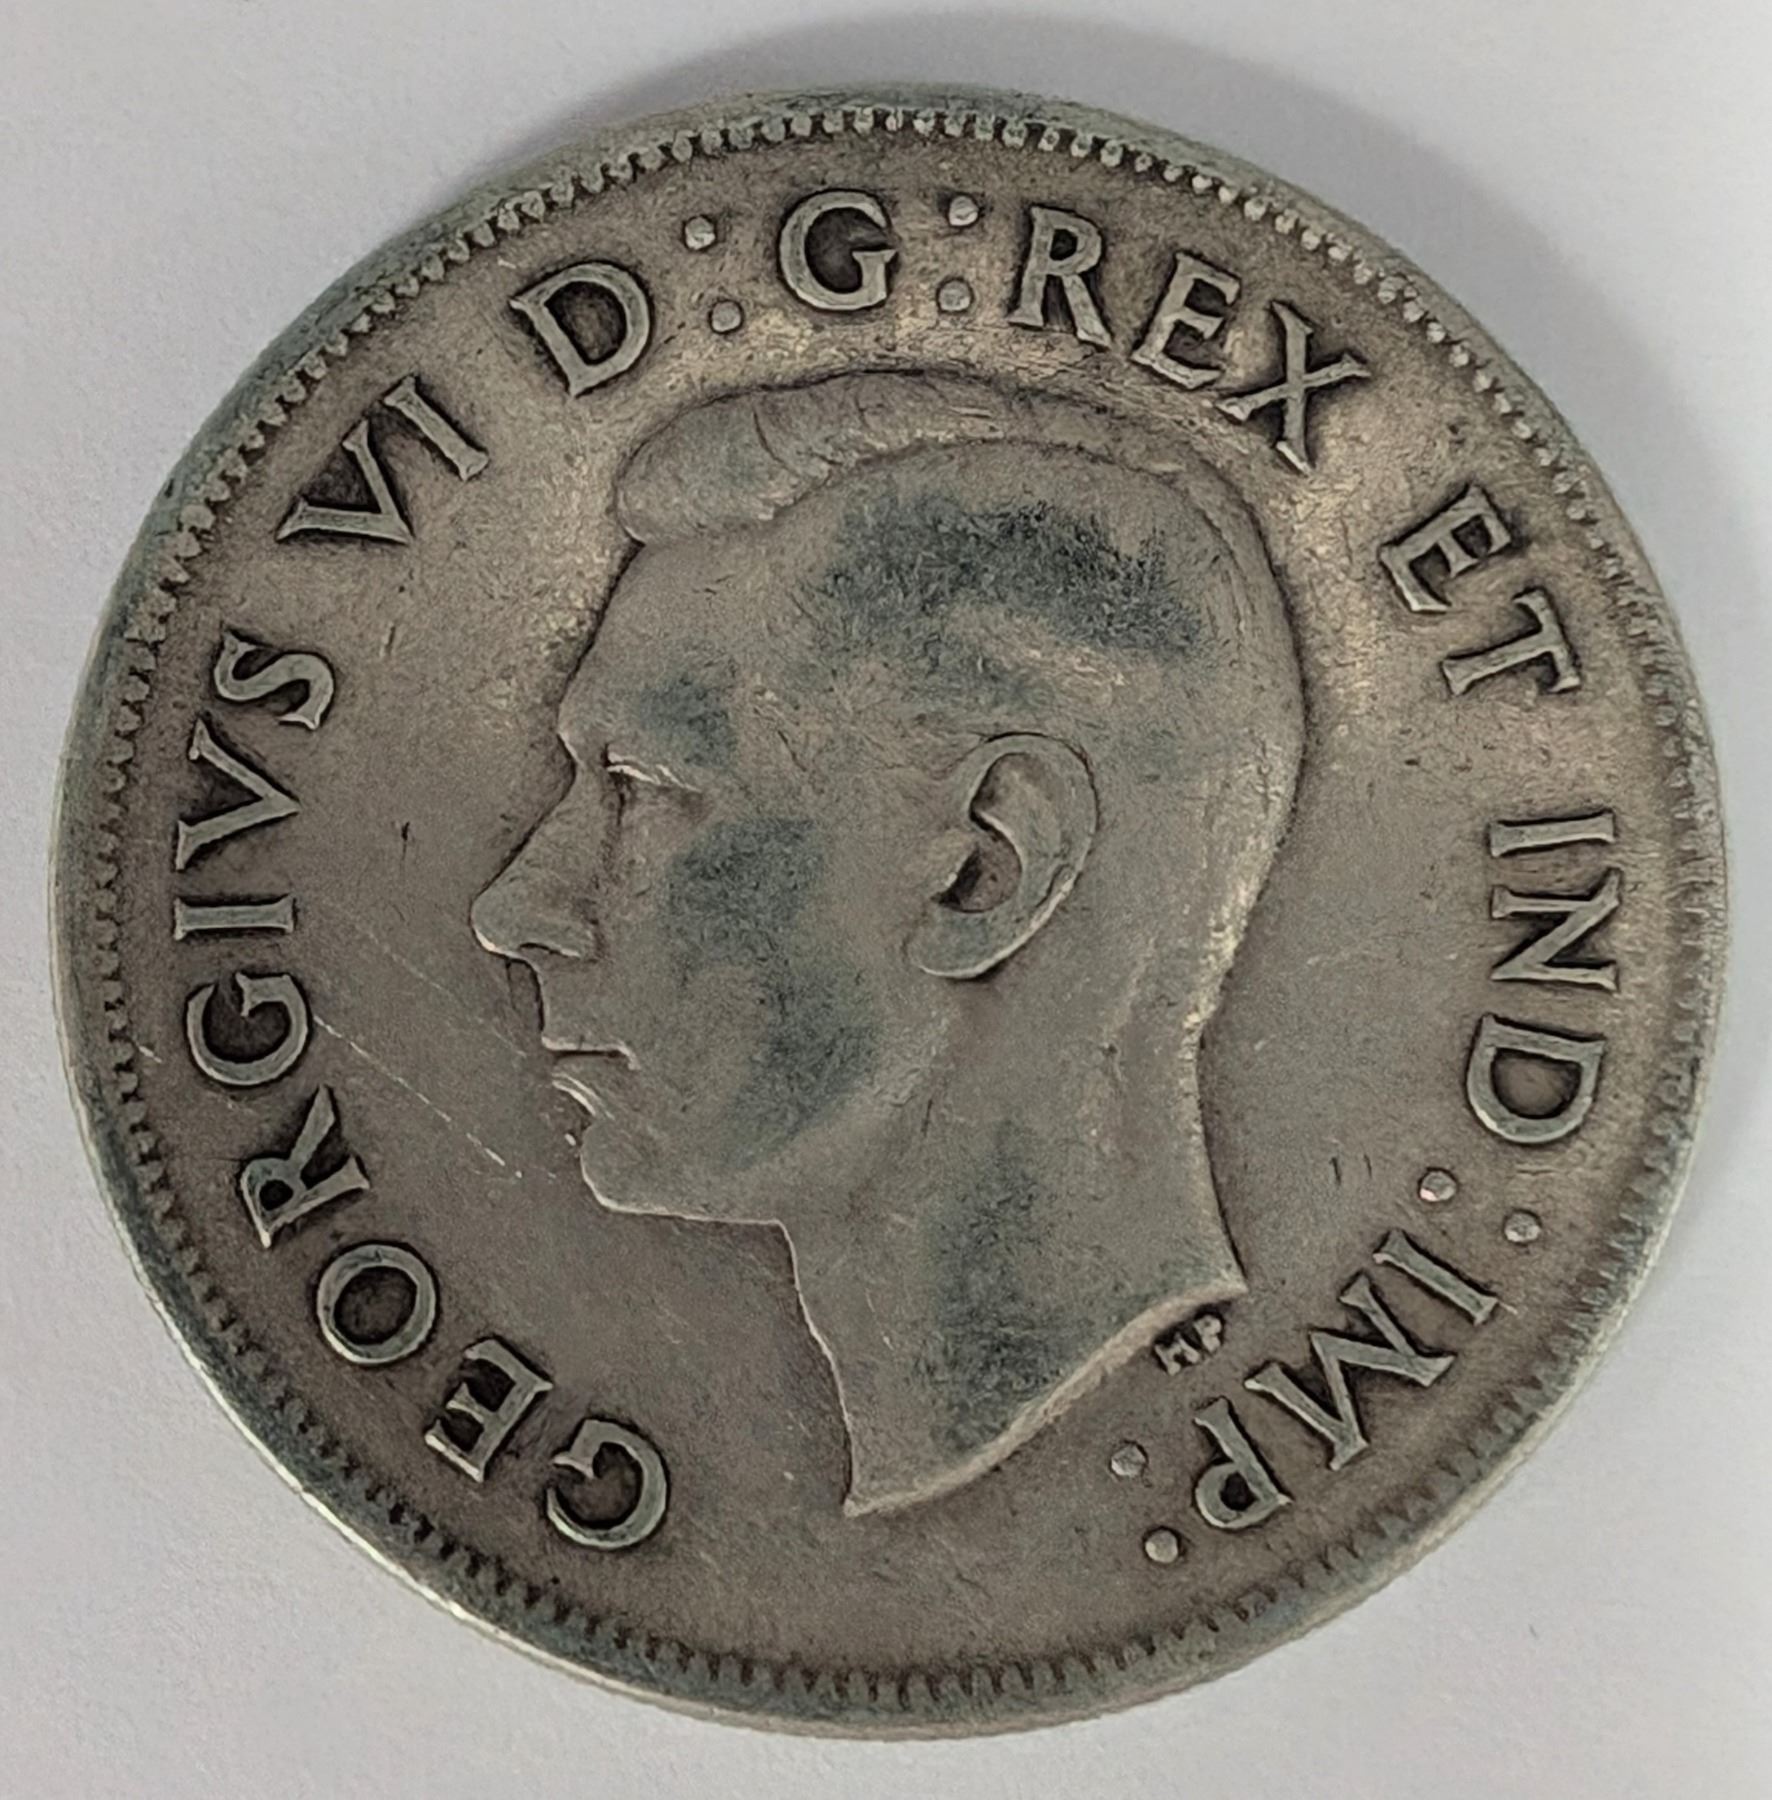 GEORGIVS VI D:G:REX ET IND:IMP:
HP